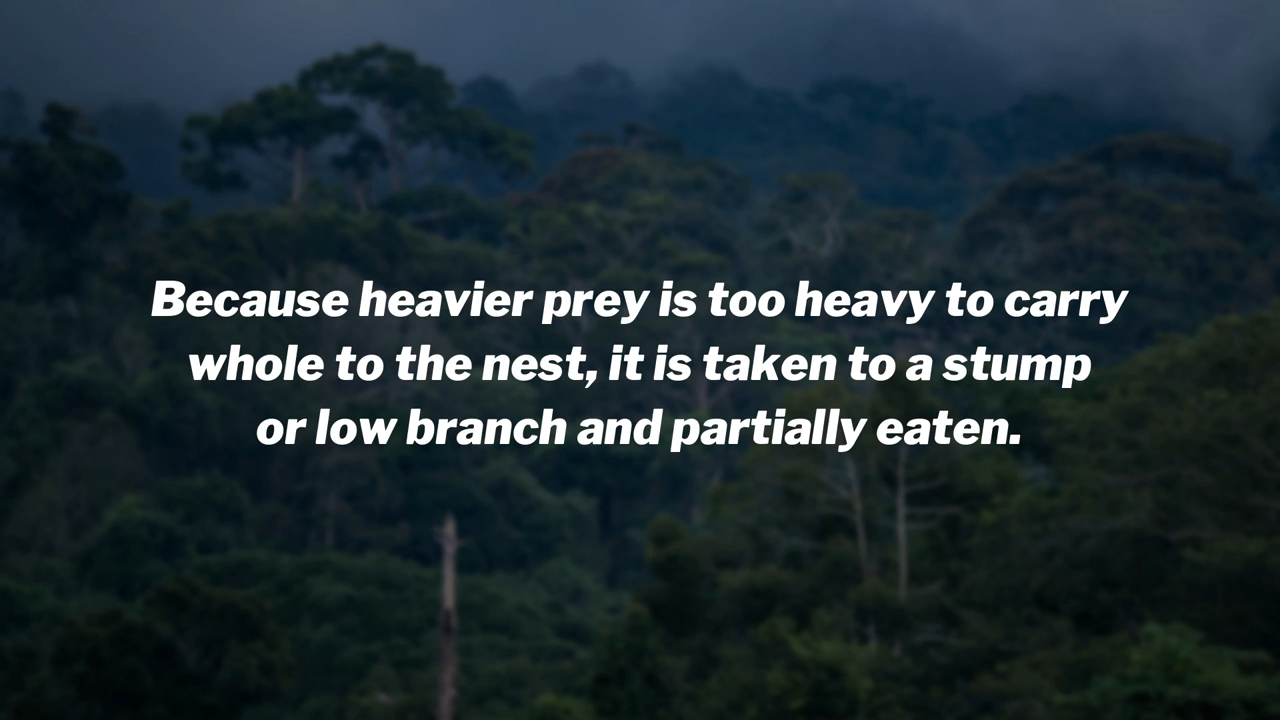 Because heavier prey is too heavy to carry
whole to the nest, it is taken to a stump
or low branch and partially eaten.